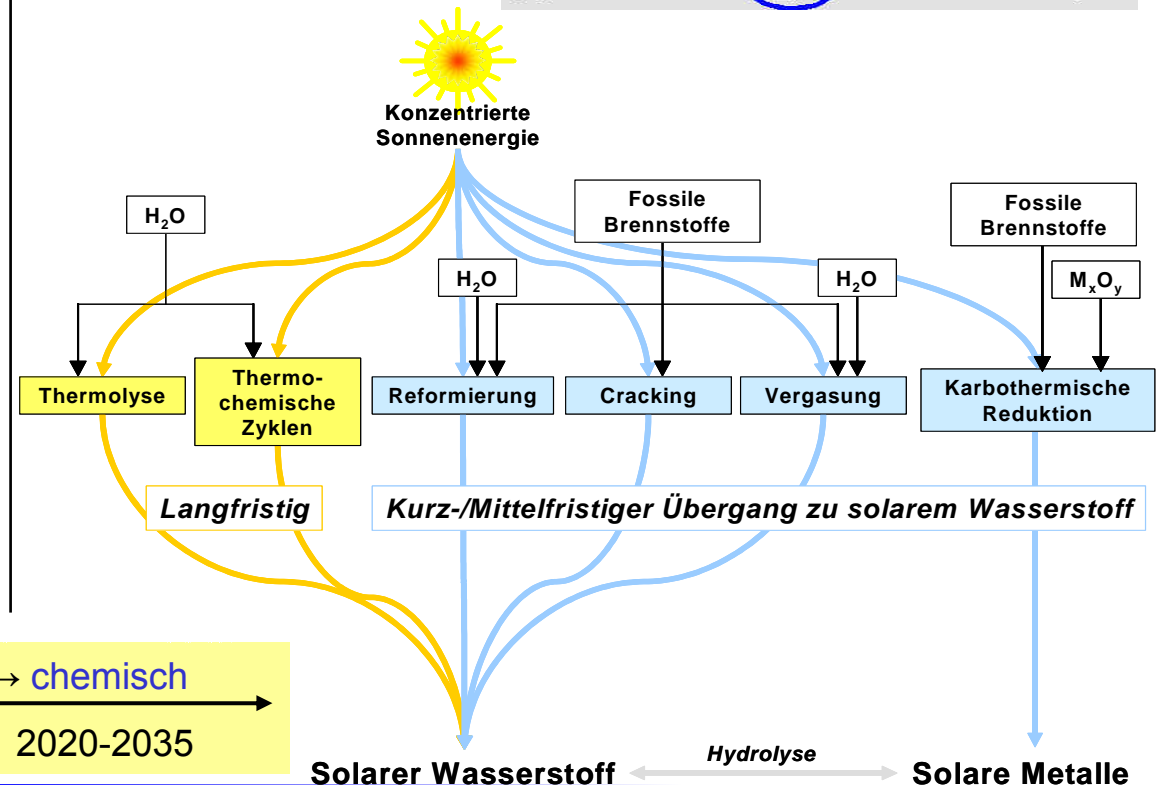 Konzentrierte
Sonnenenergie
H₂O
Fossile
Brennstoffe
Fossile
Brennstoffe
H₂O
H₂O
MₓOᵧ
Thermolyse
Thermo-
chemische
Zyklen
Reformierung
Cracking
Vergasung
Karbothermische
Reduktion
Langfristig
Kurz-/Mittelfristiger Übergang zu solarem Wasserstoff
→ chemisch
2020-2035
Hydrolyse
Solarer Wasserstoff
Solare Metalle